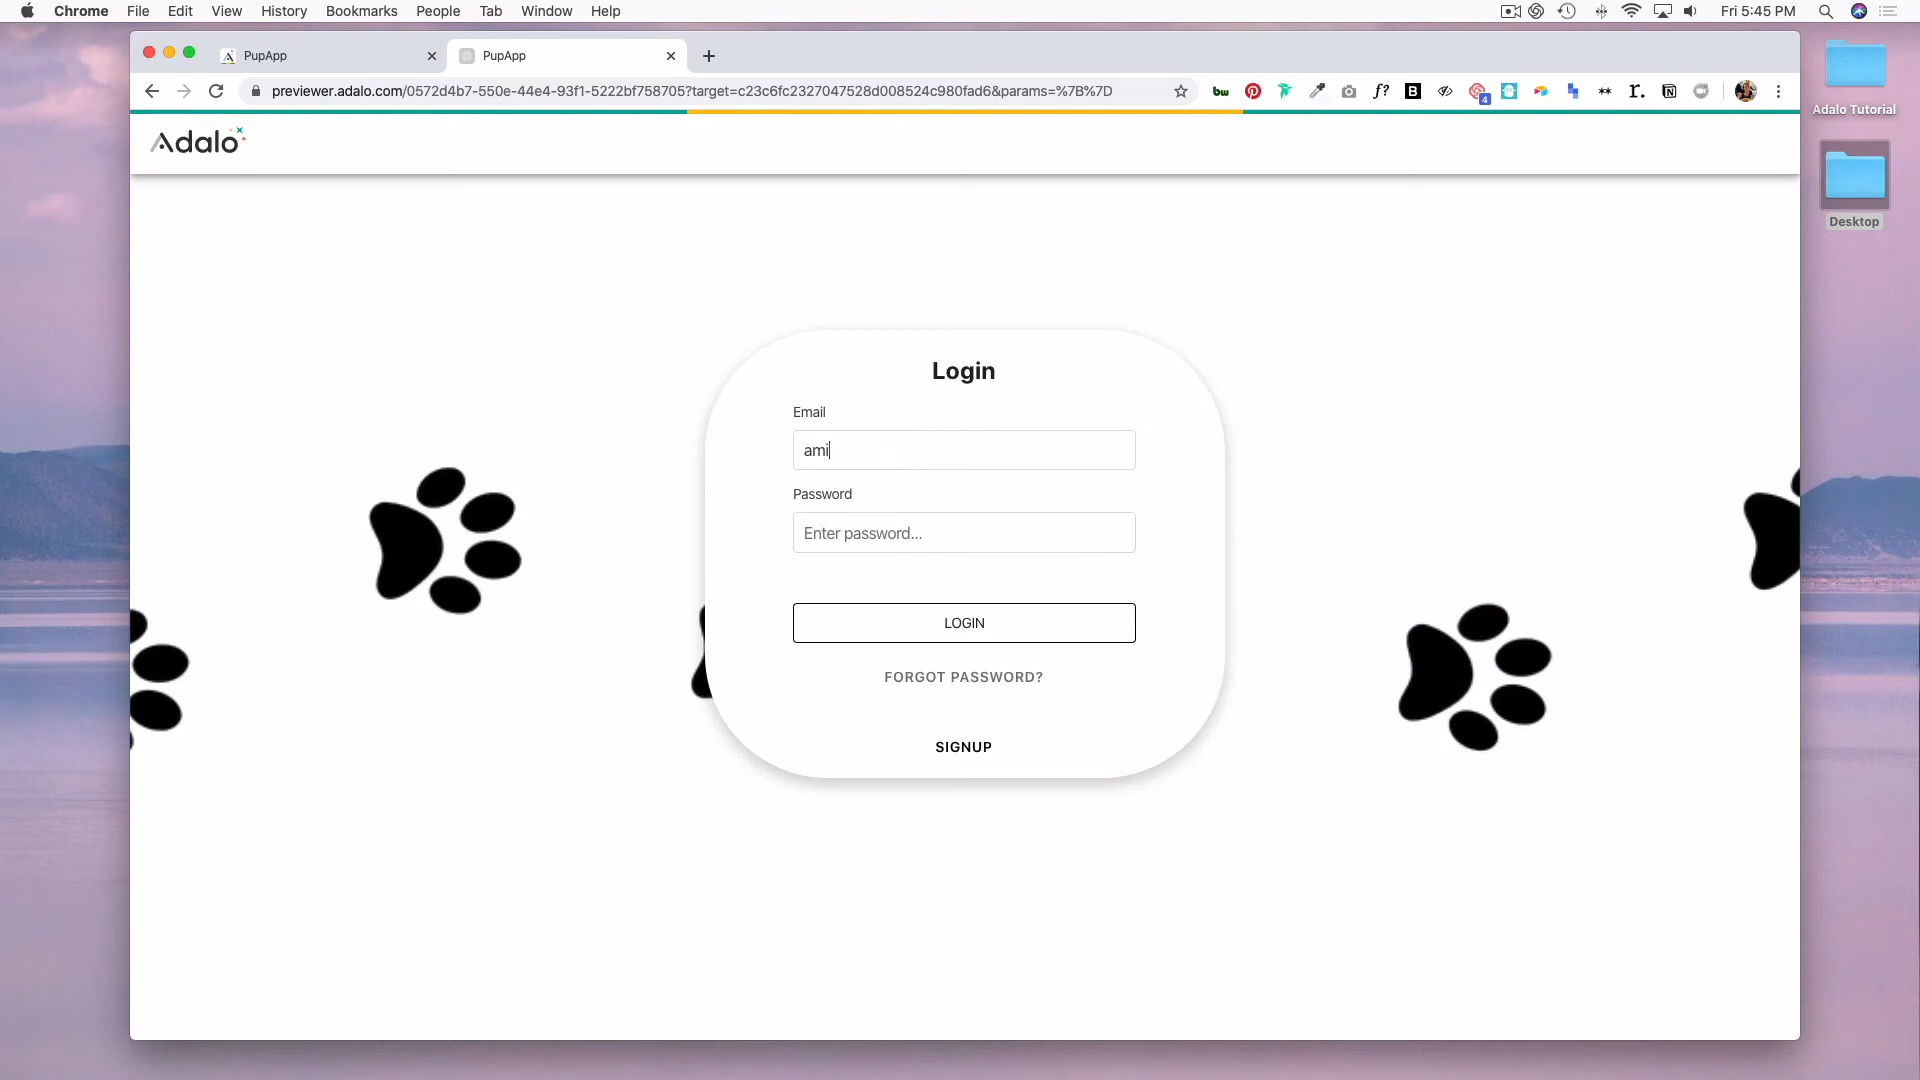 Chrome File Edit View History Bookmarks People Tab Window Help Fri 5:45 PM
PupApp PupApp
previewer.adalo.com/0572d4b7-550e-44e4-93f1-5222bf758705?target=c23c6fc2327047528d008524c980fad6&params=%7B%7D bw f? B 4 r.
Adalo Tutorial
Adalo
Desktop
Login
Email
ami
Password
Enter password...
LOGIN
FORGOT PASSWORD?
SIGNUP